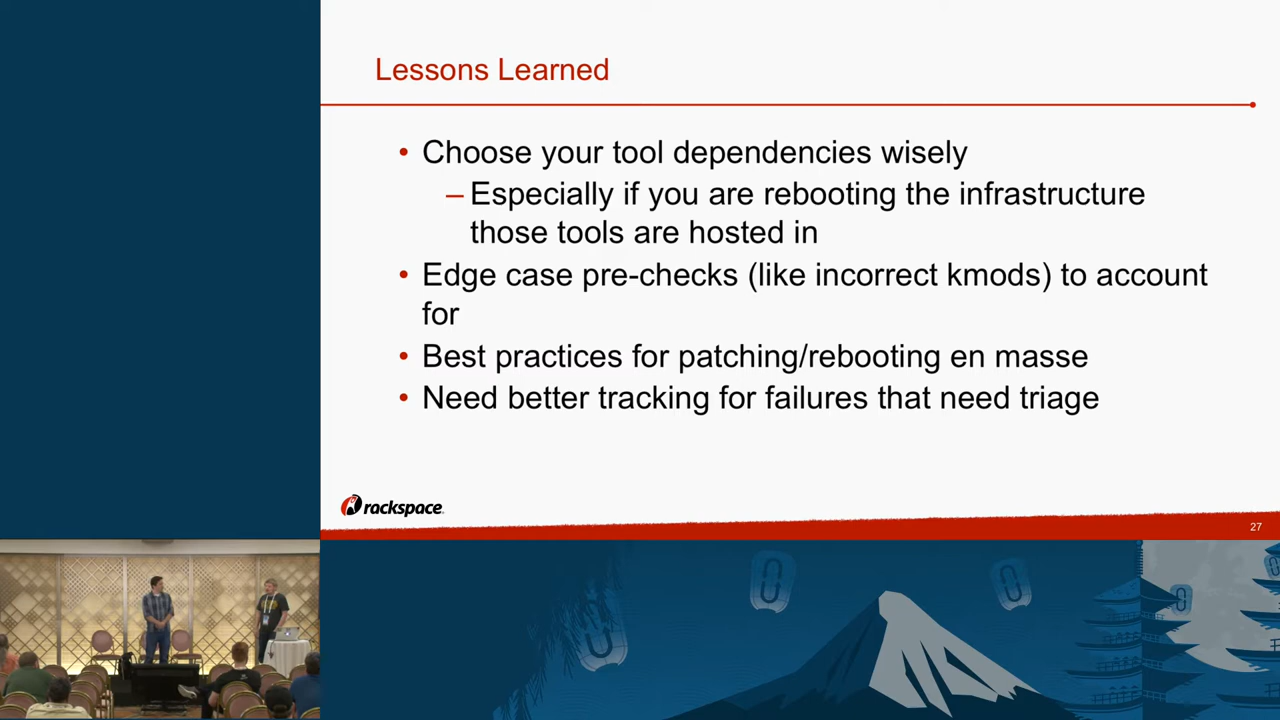 Lessons Learned
• Choose your tool dependencies wisely
– Especially if you are rebooting the infrastructure
those tools are hosted in
• Edge case pre-checks (like incorrect kmods) to account
for
• Best practices for patching/rebooting en masse
• Need better tracking for failures that need triage
rackspace
27